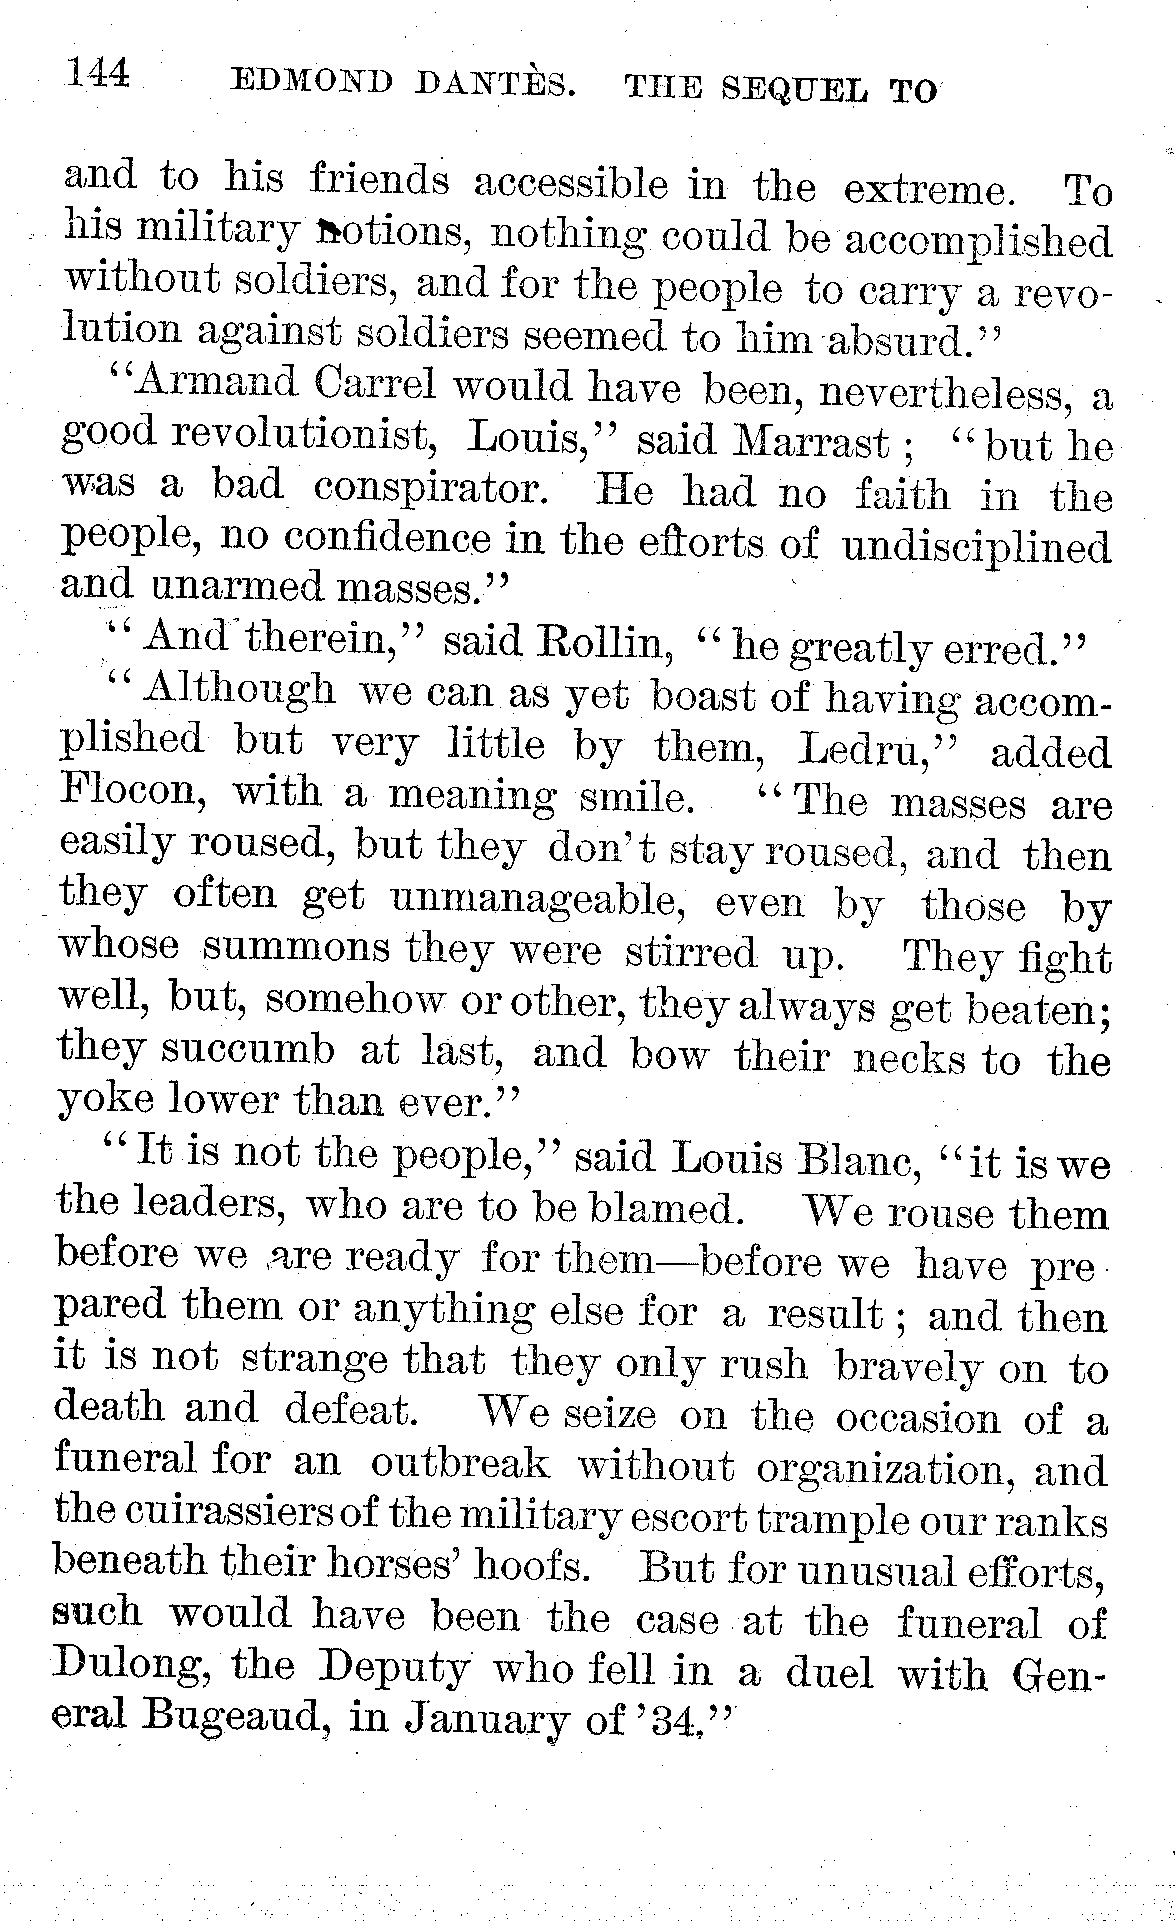 144 EDMOND DANTÈS. THE SEQUEL TO
and to his friends accessible in the extreme. To
his military notions, nothing could be accomplished
without soldiers, and for the people to carry a revo-
lution against soldiers seemed to him absurd.”
“Armand Carrel would have been, nevertheless, a
good revolutionist, Louis,” said Marrast ; “but he
was a bad conspirator. He had no faith in the
people, no confidence in the efforts of undisciplined
and unarmed masses.”
“And therein,” said Rollin, “he greatly erred.”
“Although we can as yet boast of having accom-
plished but very little by them, Ledru,” added
Flocon, with a meaning smile. “The masses are
easily roused, but they don’t stay roused, and then
they often get unmanageable, even by those by
whose summons they were stirred up. They fight
well, but, somehow or other, they always get beaten;
they succumb at last, and bow their necks to the
yoke lower than ever.”
“It is not the people,” said Louis Blanc, “it is we
the leaders, who are to be blamed. We rouse them
before we are ready for them—before we have pre-
pared them or anything else for a result ; and then
it is not strange that they only rush bravely on to
death and defeat. We seize on the occasion of a
funeral for an outbreak without organization, and
the cuirassiers of the military escort trample our ranks
beneath their horses’ hoofs. But for unusual efforts,
such would have been the case at the funeral of
Dulong, the Deputy who fell in a duel with Gen-
eral Bugeaud, in January of ’34.”